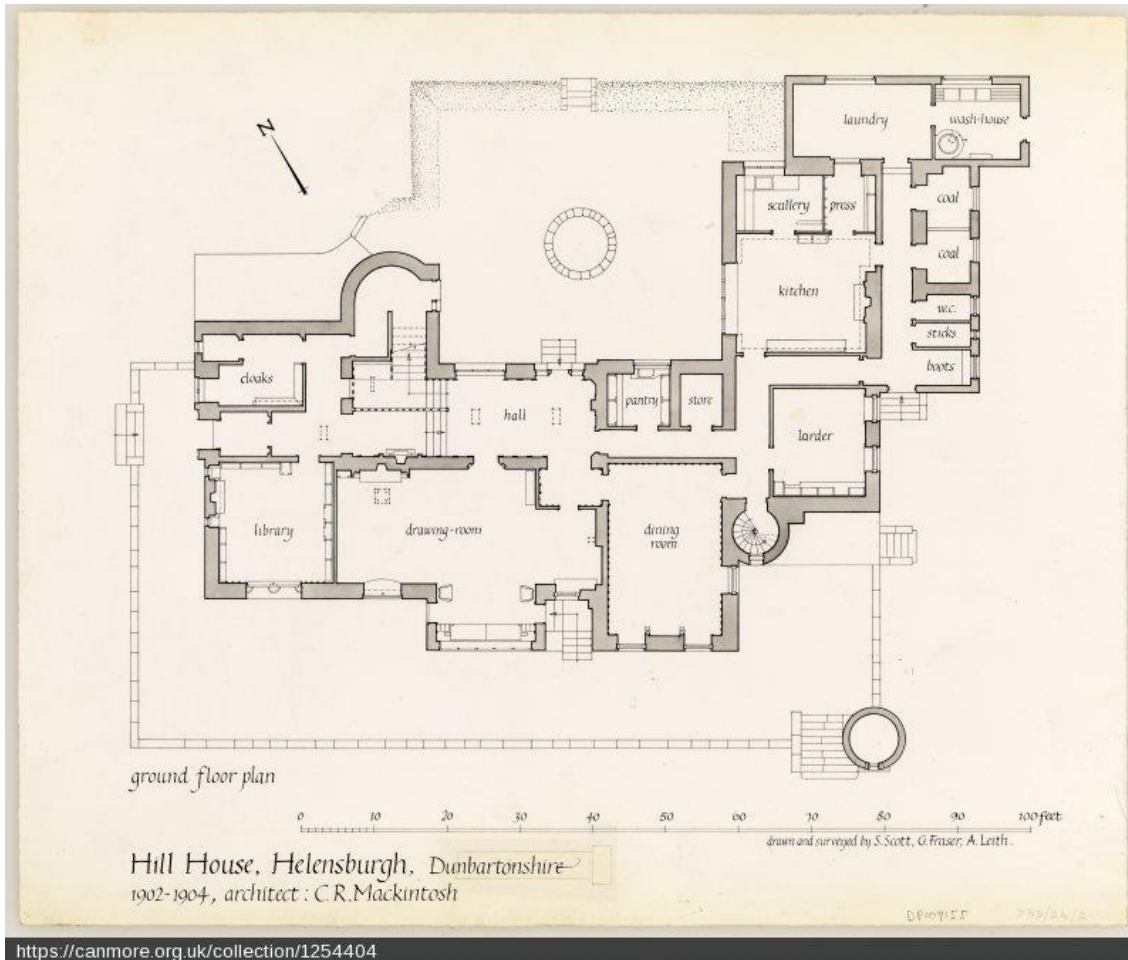 N
laundry
wash-house
scullery
press
coal
coal
kitchen
w.c.
sticks
boots
cloaks
hall
pantry
store
larder
library
drawing-room
dining
room
ground floor plan
0 10 20 30 40 50 60 70 80 90 100 feet
drawn and surveyed by S. Scott, G. Fraser, A. Leith.
Hill House, Helensburgh, Dunbartonshire
1902-1904, architect : C.R. Mackintosh
DP109155
https://canmore.org.uk/collection/1254404